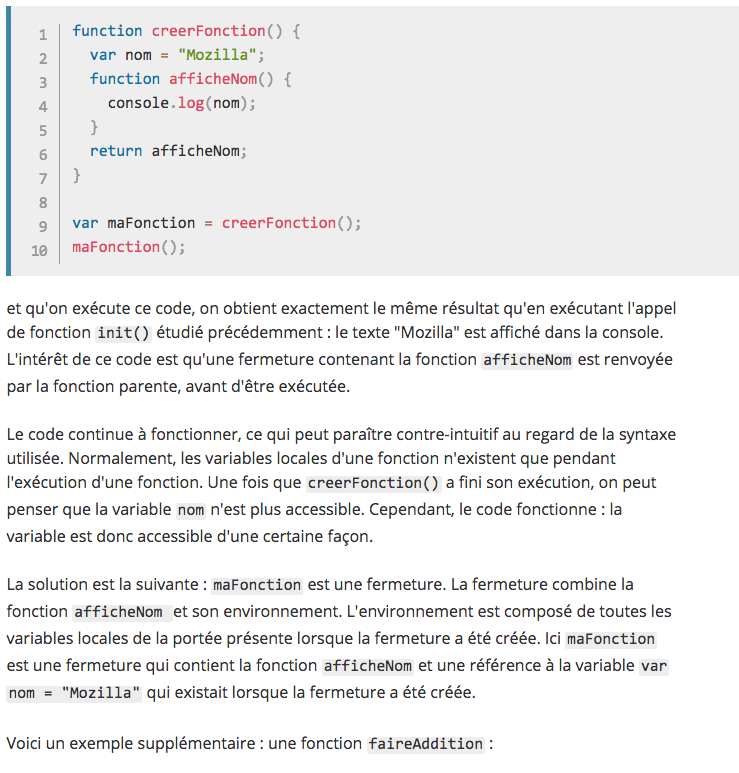 1 function creerFonction() {
2   var nom = "Mozilla";
3   function afficheNom() {
4     console.log(nom);
5   }
6   return afficheNom;
7 }
8
9 var maFonction = creerFonction();
10 maFonction();
et qu'on exécute ce code, on obtient exactement le même résultat qu'en exécutant l'appel
de fonction init() étudié précédemment : le texte "Mozilla" est affiché dans la console.
L'intérêt de ce code est qu'une fermeture contenant la fonction afficheNom est renvoyée
par la fonction parente, avant d'être exécutée.
Le code continue à fonctionner, ce qui peut paraître contre-intuitif au regard de la syntaxe
utilisée. Normalement, les variables locales d'une fonction n'existent que pendant
l'exécution d'une fonction. Une fois que creerFonction() a fini son exécution, on peut
penser que la variable nom n'est plus accessible. Cependant, le code fonctionne : la
variable est donc accessible d'une certaine façon.
La solution est la suivante : maFonction est une fermeture. La fermeture combine la
fonction afficheNom et son environnement. L'environnement est composé de toutes les
variables locales de la portée présente lorsque la fermeture a été créée. Ici maFonction
est une fermeture qui contient la fonction afficheNom et une référence à la variable var
nom = "Mozilla" qui existait lorsque la fermeture a été créée.
Voici un exemple supplémentaire : une fonction faireAddition :